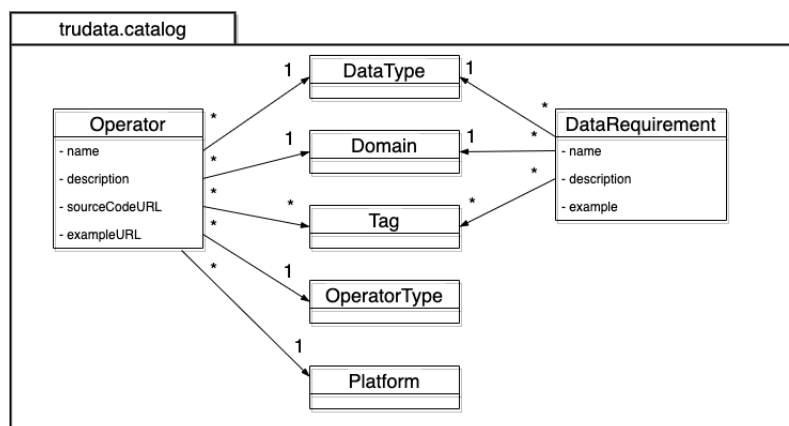 trudata.catalog
Operator
- name
- description
- sourceCodeURL
- exampleURL
* 1
* 1
* *
* 1
* 1
DataType
Domain
Tag
OperatorType
Platform
1 *
1 *
* *
DataRequirement
- name
- description
- example